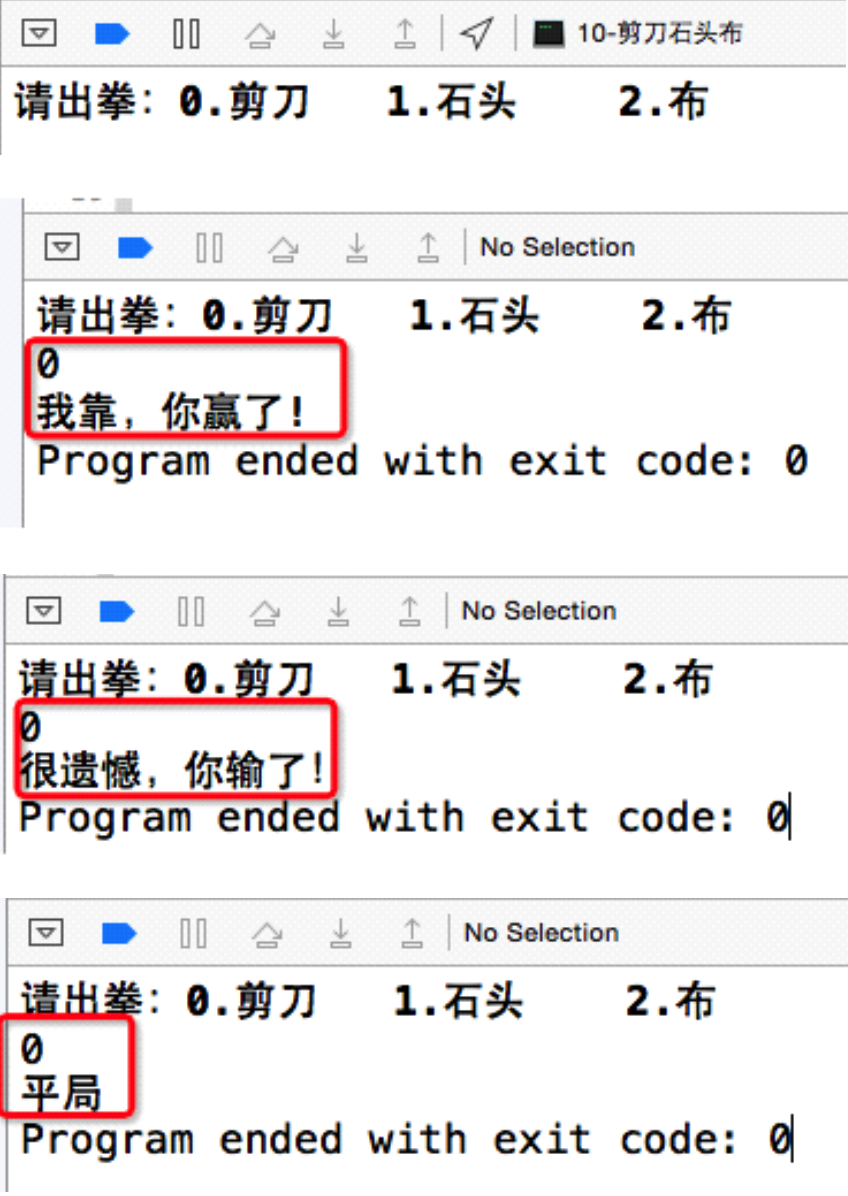 10-剪刀石头布
请出拳：0.剪刀 1.石头 2.布
No Selection
请出拳：0.剪刀 1.石头 2.布
0
我靠，你赢了!
Program ended with exit code: 0
No Selection
请出拳：0.剪刀 1.石头 2.布
0
很遗憾，你输了!
Program ended with exit code: 0
No Selection
请出拳：0.剪刀 1.石头 2.布
0
平局
Program ended with exit code: 0